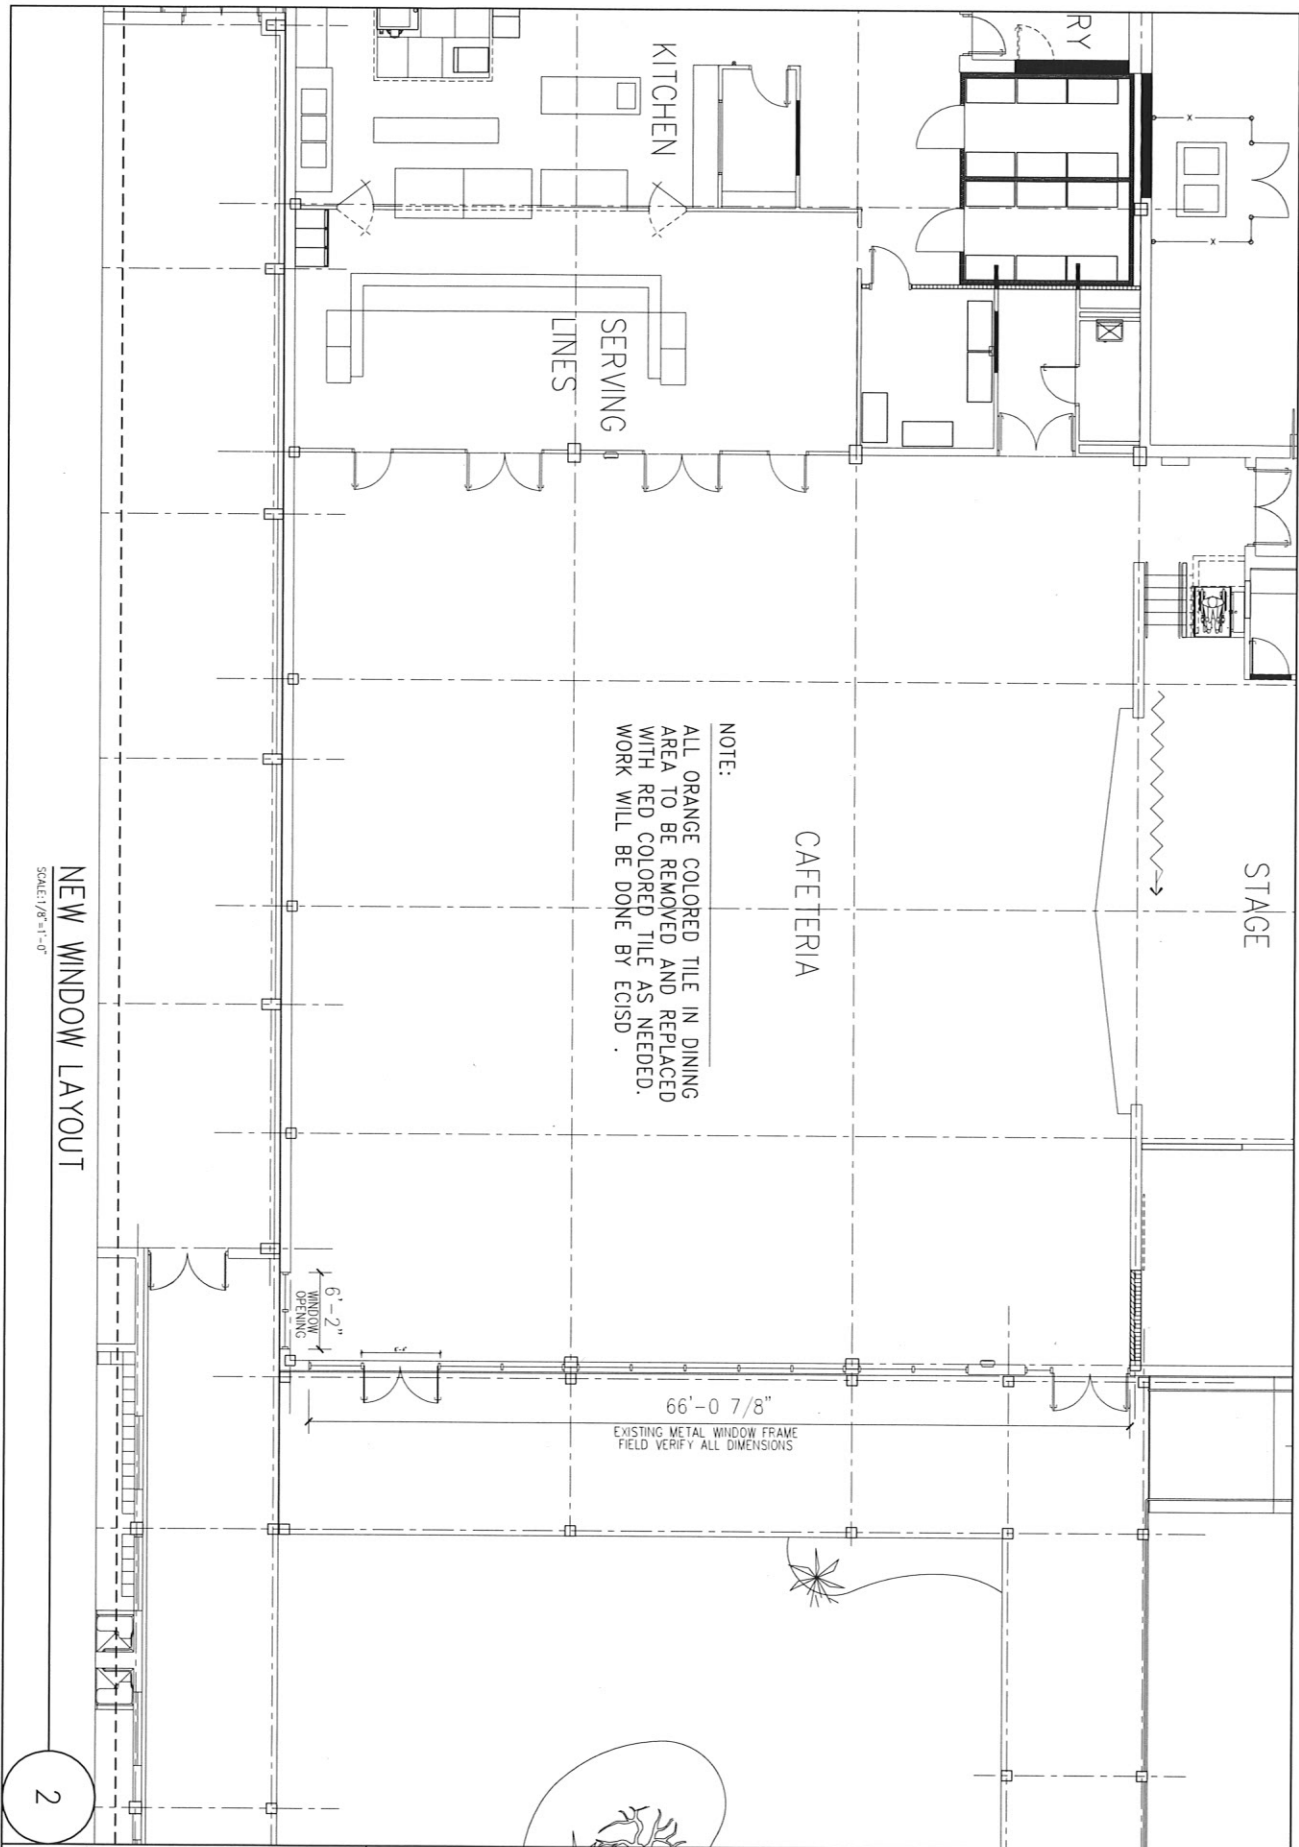 RY
KITCHEN
SERVING
LINES
STAGE
CAFETERIA
NOTE:
ALL ORANGE COLORED TILE IN DINING
AREA TO BE REMOVED AND REPLACED
WITH RED COLORED TILE AS NEEDED.
WORK WILL BE DONE BY ECISD .
6'-2"
WINDOW
OPENING
66'-0 7/8"
EXISTING METAL WINDOW FRAME
FIELD VERIFY ALL DIMENSIONS
NEW WINDOW LAYOUT
SCALE:1/8"=1'-0"
2